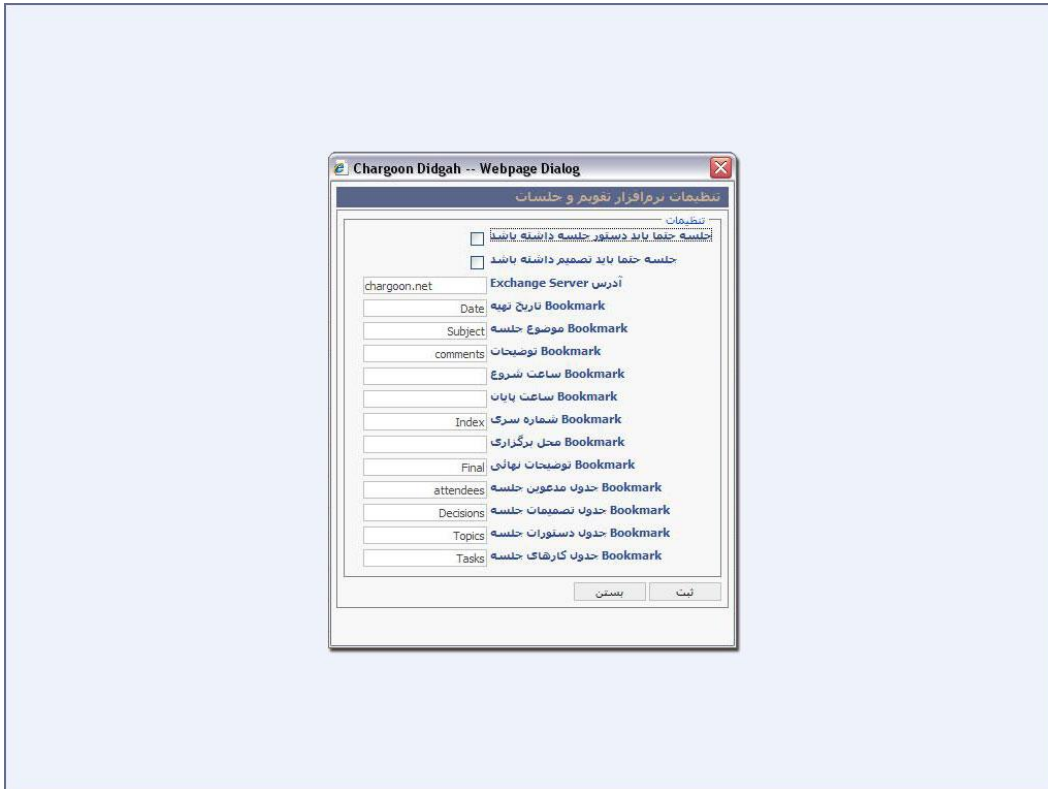 Chargoon Didgah -- Webpage Dialog
تنظیمات نرم‌افزار تقویم و جلسات
تنظیمات
جلسه حتما باید دستور جلسه داشته باشد
جلسه حتما باید تصمیم داشته باشد
آدرس Exchange Server chargoon.net
Bookmark تاریخ تهیه Date
Bookmark موضوع جلسه Subject
Bookmark توضیحات comments
Bookmark ساعت شروع
Bookmark ساعت پایان
Bookmark شماره سری Index
Bookmark محل برگزاری
Bookmark توضیحات نهائی Final
Bookmark جدول مدعوین جلسه attendees
Bookmark جدول تصمیمات جلسه Decisions
Bookmark جدول دستورات جلسه Topics
Bookmark جدول کارهای جلسه Tasks
ثبت بستن